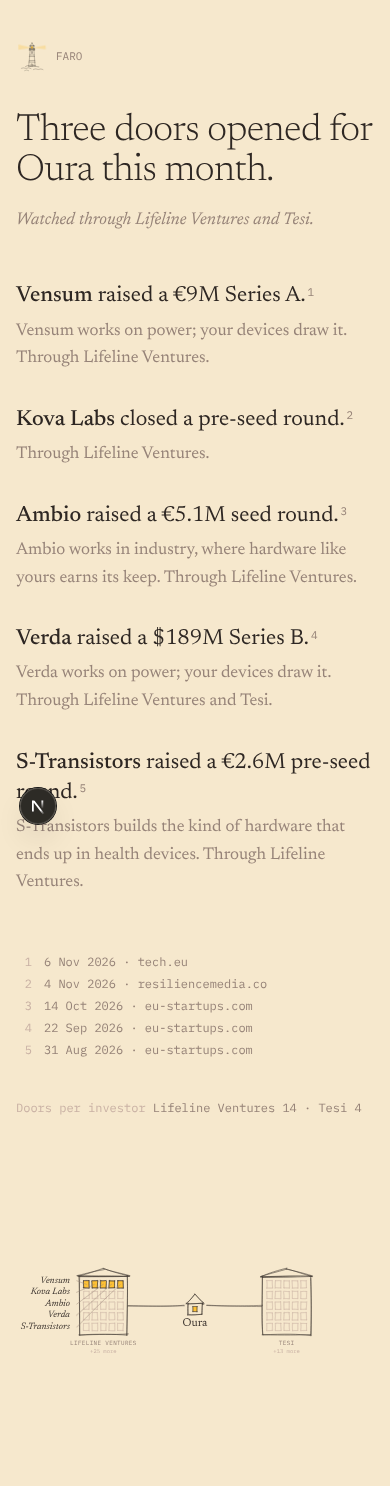 FARO
Three doors opened for
Oura this month.
Watched through Lifeline Ventures and Tesi.
Vensum raised a €9M Series A.1
Vensum works on power; your devices draw it.
Through Lifeline Ventures.
Kova Labs closed a pre-seed round.2
Through Lifeline Ventures.
Ambio raised a €5.1M seed round.3
Ambio works in industry, where hardware like
yours earns its keep. Through Lifeline Ventures.
Verda raised a $189M Series B.4
Verda works on power; your devices draw it.
Through Lifeline Ventures and Tesi.
S-Transistors raised a €2.6M pre-seed
round.5
N
S-Transistors builds the kind of hardware that
ends up in health devices. Through Lifeline
Ventures.
1 6 Nov 2026 · tech.eu
2 4 Nov 2026 · resiliencemedia.co
3 14 Oct 2026 · eu-startups.com
4 22 Sep 2026 · eu-startups.com
5 31 Aug 2026 · eu-startups.com
Doors per investor Lifeline Ventures 14 · Tesi 4
Vensum
Kova Labs
Ambio
Verda
S-Transistors
Oura
LIFELINE VENTURES
TESI
+13 more